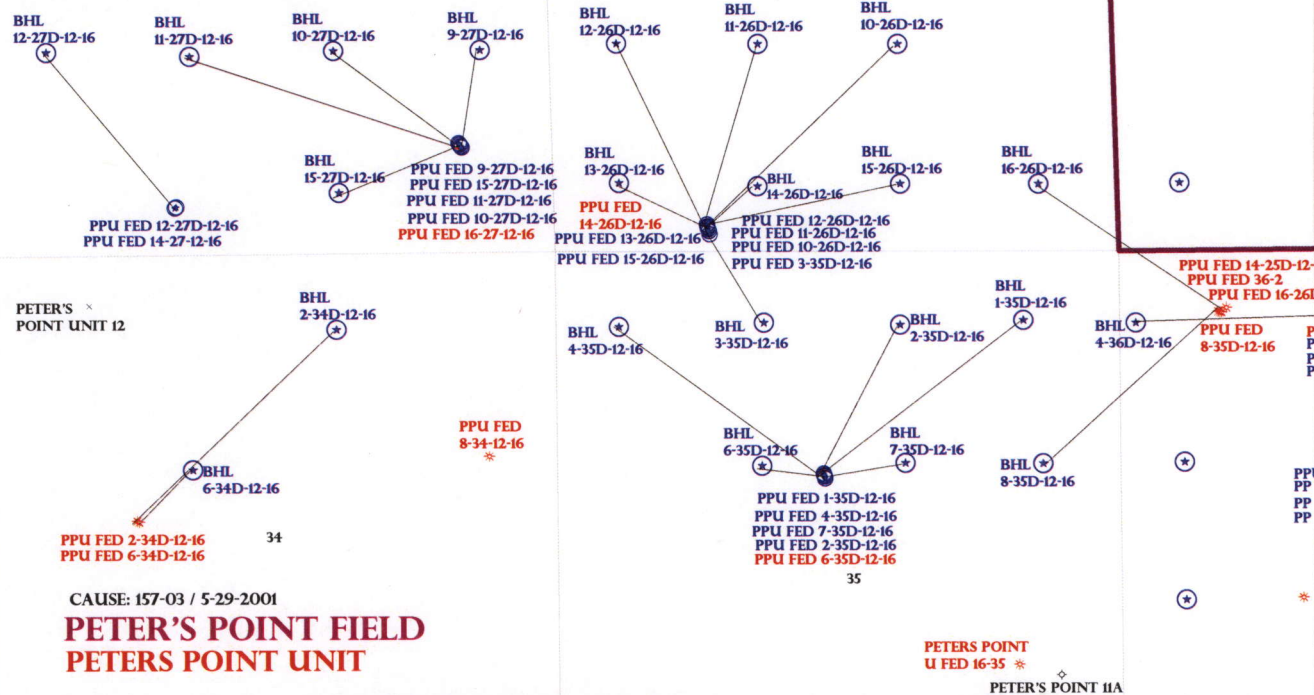 BHL
12-27D-12-16
BHL
11-27D-12-16
BHL
10-27D-12-16
BHL
9-27D-12-16
BHL
12-26D-12-16
BHL
11-26D-12-16
BHL
10-26D-12-16
BHL
15-27D-12-16
PPU FED 9-27D-12-16
PPU FED 15-27D-12-16
PPU FED 11-27D-12-16
PPU FED 10-27D-12-16
PPU FED 16-27-12-16
PPU FED 12-27D-12-16
PPU FED 14-27-12-16
BHL
13-26D-12-16
PPU FED
14-26D-12-16
PPU FED 13-26D-12-16
PPU FED 15-26D-12-16
BHL
14-26D-12-16
BHL
15-26D-12-16
PPU FED 12-26D-12-16
PPU FED 11-26D-12-16
PPU FED 10-26D-12-16
PPU FED 3-35D-12-16
BHL
16-26D-12-16
PPU FED 14-25D-12-
PPU FED 36-2
PPU FED 16-26D
PPU FED
8-35D-12-16
PETER'S
POINT UNIT 12
BHL
2-34D-12-16
BHL
4-35D-12-16
BHL
3-35D-12-16
BHL
2-35D-12-16
BHL
1-35D-12-16
BHL
4-36D-12-16
P
P
P
P
PPU FED
8-34-12-16
BHL
6-34D-12-16
PPU FED 2-34D-12-16
PPU FED 6-34D-12-16
34
BHL
6-35D-12-16
BHL
7-35D-12-16
BHL
8-35D-12-16
PPU FED 1-35D-12-16
PPU FED 4-35D-12-16
PPU FED 7-35D-12-16
PPU FED 2-35D-12-16
PPU FED 6-35D-12-16
35
PPU
PP
PP
PP
CAUSE: 157-03 / 5-29-2001
PETER'S POINT FIELD
PETERS POINT UNIT
PETERS POINT
U FED 16-35
PETER'S POINT 11A